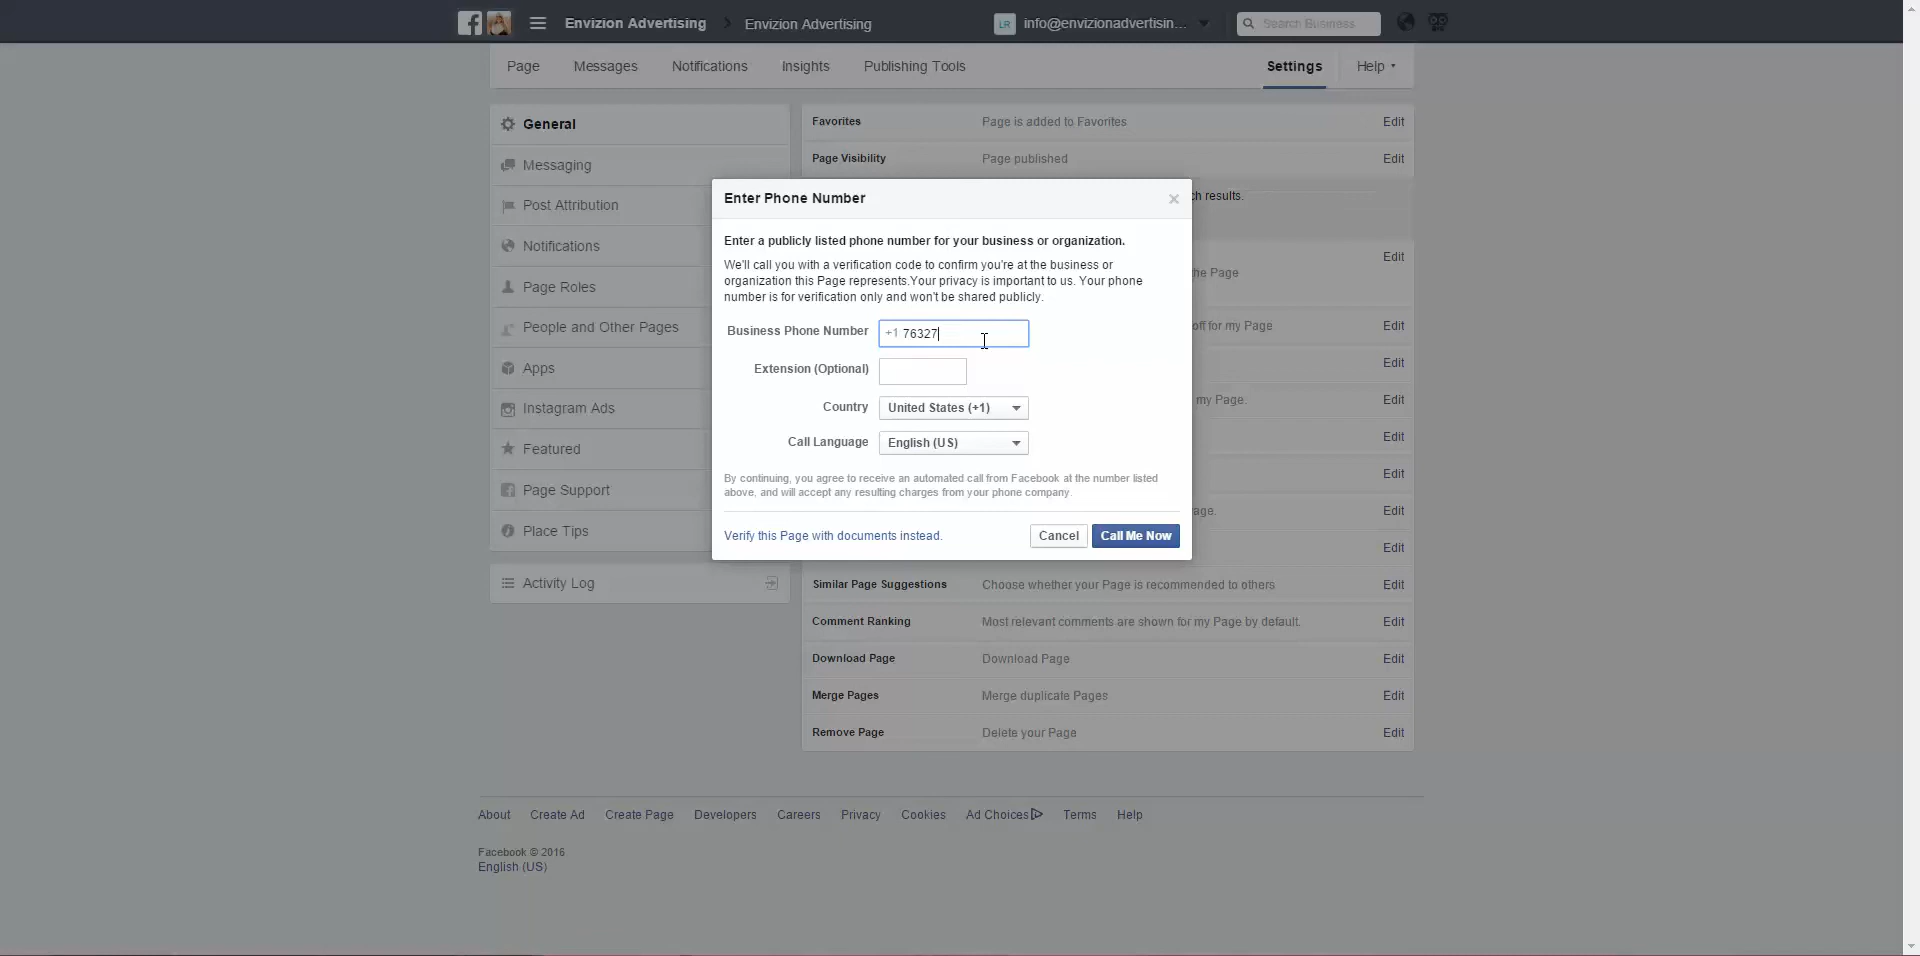 Envizion Advertising > Envizion Advertising
LR info@envizionadvertisin...
Search Business
Page Messages Notifications Insights Publishing Tools Settings Help
General
Messaging
Post Attribution
Notifications
Page Roles
People and Other Pages
Apps
Instagram Ads
Featured
Page Support
Place Tips
Activity Log
Favorites Page is added to Favorites Edit
Page Visibility Page published Edit
ch results.
Edit
he Page
off for my Page Edit
Edit
my Page. Edit
Edit
Edit
age. Edit
Edit
Enter Phone Number ×
Enter a publicly listed phone number for your business or organization.
We'll call you with a verification code to confirm you're at the business or
organization this Page represents.Your privacy is important to us. Your phone
number is for verification only and won't be shared publicly.
Business Phone Number +1 76327
Extension (Optional)
Country United States (+1)
Call Language English (US)
By continuing, you agree to receive an automated call from Facebook at the number listed
above, and will accept any resulting charges from your phone company.
Verify this Page with documents instead. Cancel Call Me Now
Similar Page Suggestions Choose whether your Page is recommended to others Edit
Comment Ranking Most relevant comments are shown for my Page by default. Edit
Download Page Download Page Edit
Merge Pages Merge duplicate Pages Edit
Remove Page Delete your Page Edit
About Create Ad Create Page Developers Careers Privacy Cookies Ad Choices Terms Help
Facebook © 2016
English (US)